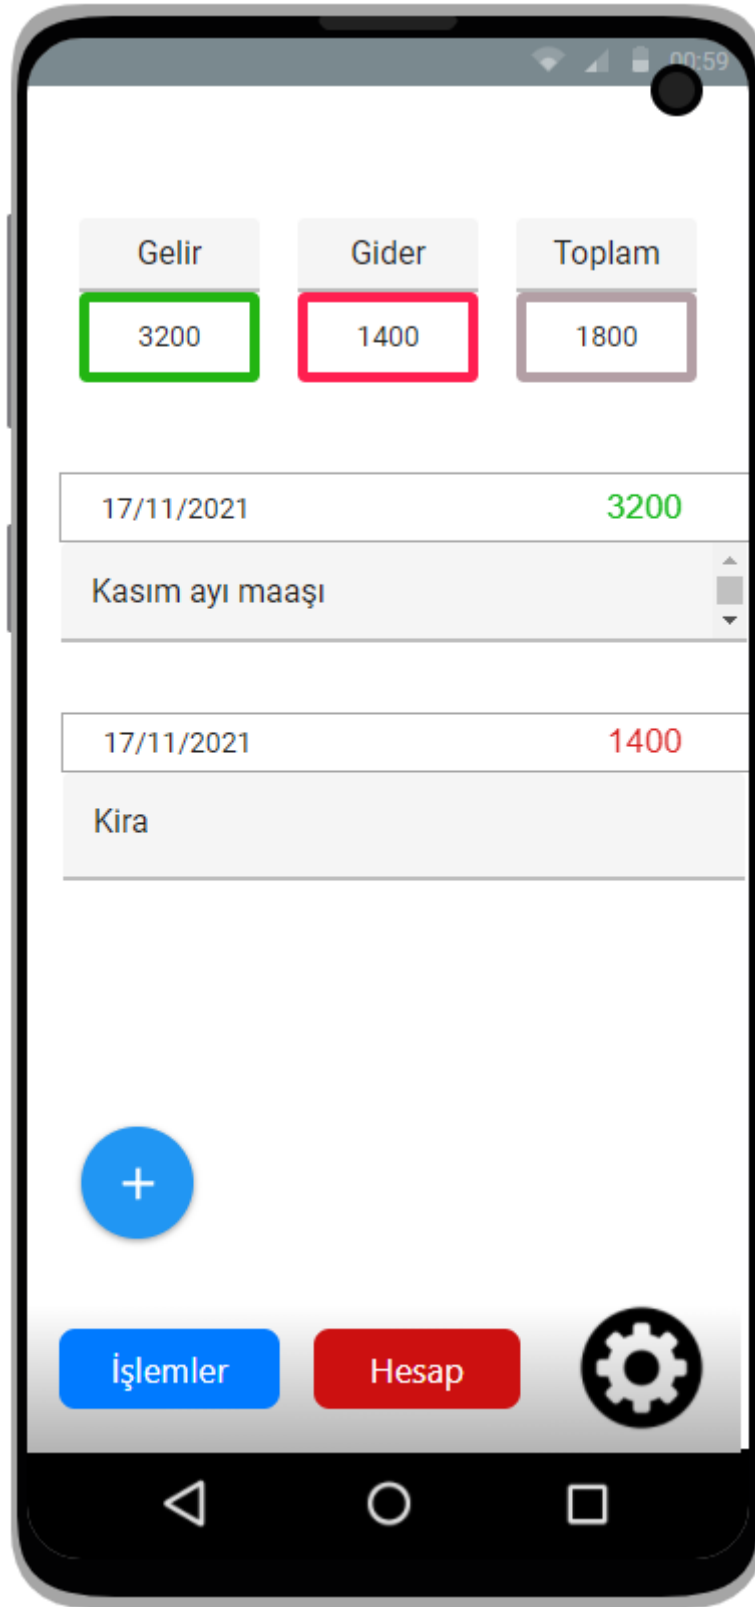 00:59
Gelir Gider Toplam
3200 1400 1800
17/11/2021 3200
Kasım ayı maaşı
17/11/2021 1400
Kira
+
İşlemler Hesap